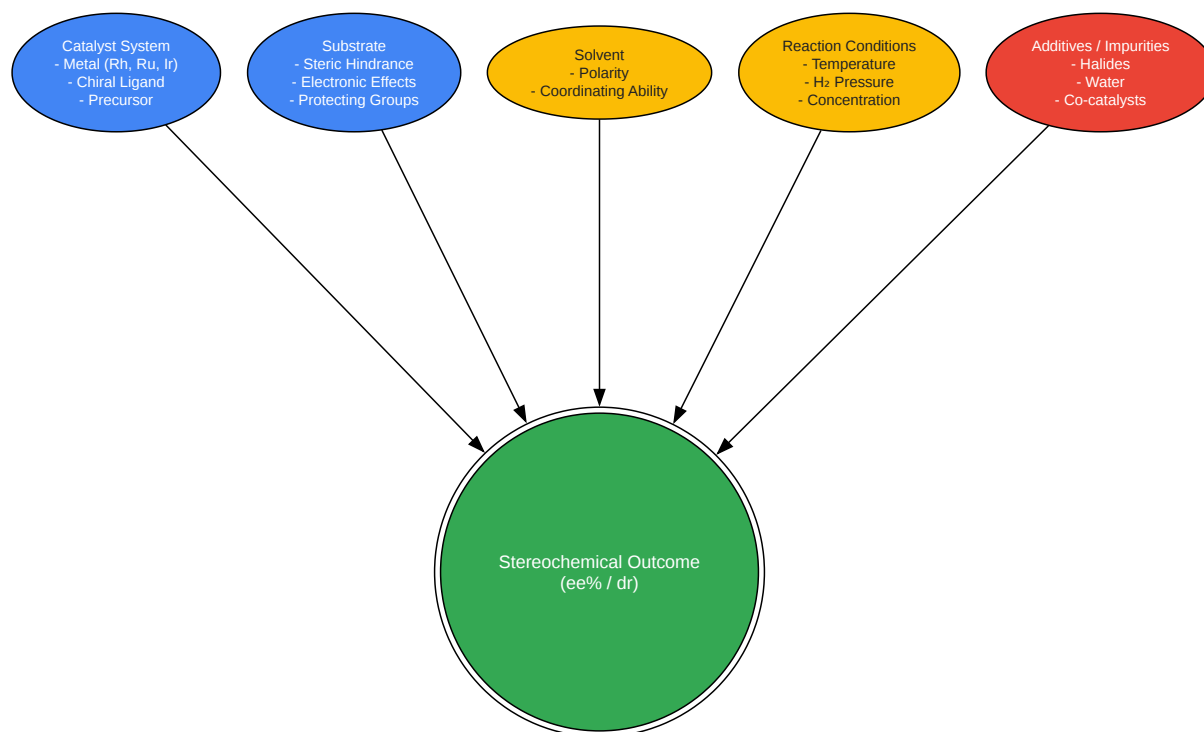 Catalyst System
- Metal (Rh, Ru, Ir)
- Chiral Ligand
- Precursor
Substrate
- Steric Hindrance
- Electronic Effects
- Protecting Groups
Solvent
- Polarity
- Coordinating Ability
Reaction Conditions
- Temperature
- H₂ Pressure
- Concentration
Additives / Impurities
- Halides
- Water
- Co-catalysts
Stereochemical Outcome
(ee% / dr)